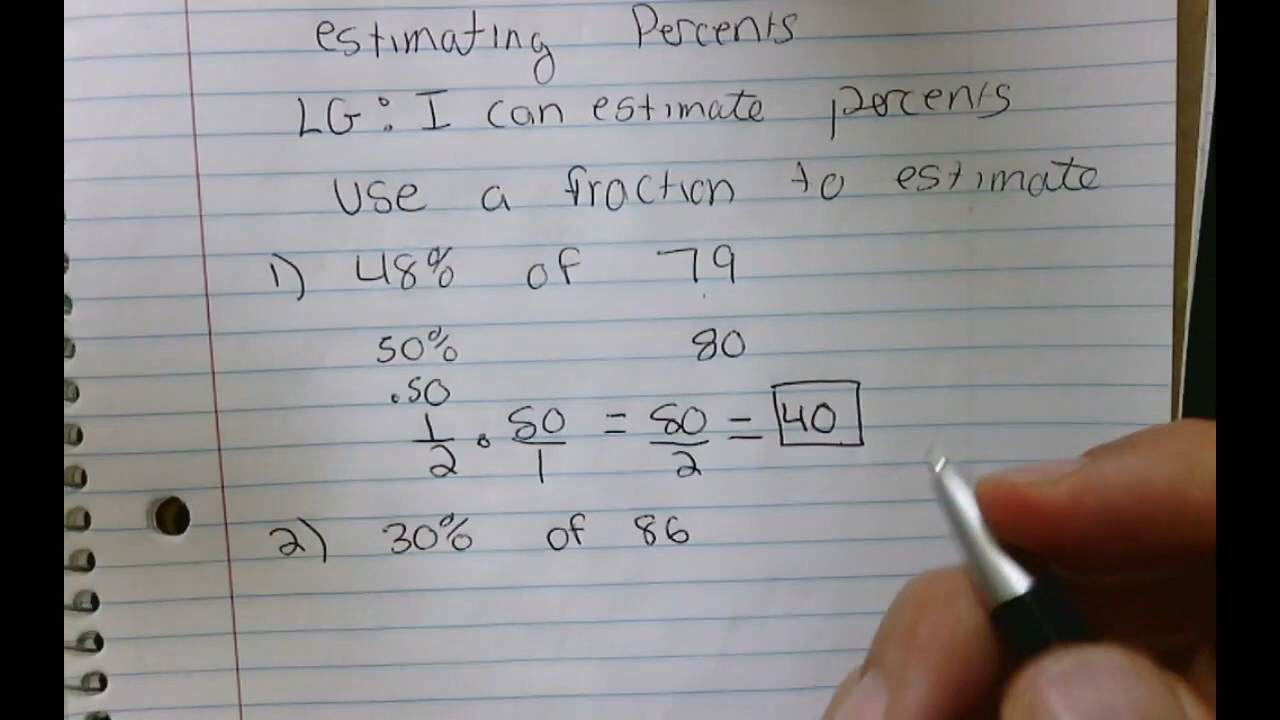 estimating Percents
LG: I can estimate percents
Use a fraction to estimate
1) 48% of 79
50% 80
.50
1/2 • 80/1 = 80/2 = 40
2) 30% of 86